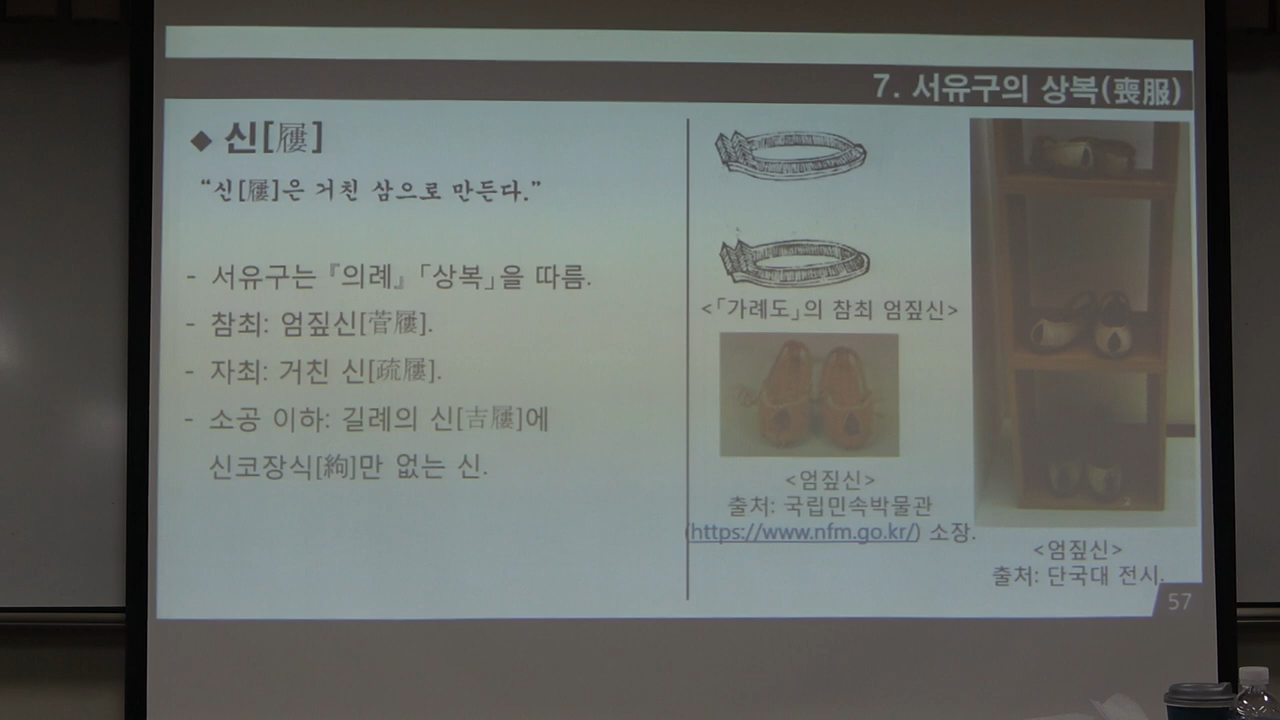 7. 서유구의 상복(喪服)
◆ 신[屨]
“신[屨]은 거친 삼으로 만든다.”
- 서유구는 『의례』 「상복」을 따름.
- 참최: 엄짚신[菅屨].
- 자최: 거친 신[疏屨].
- 소공 이하: 길례의 신[吉屨]에
신코장식[絇]만 없는 신.
<「가례도」의 참최 엄짚신>
<엄짚신>
출처: 국립민속박물관
(https://www.nfm.go.kr/) 소장.
<엄짚신>
출처: 단국대 전시.
57